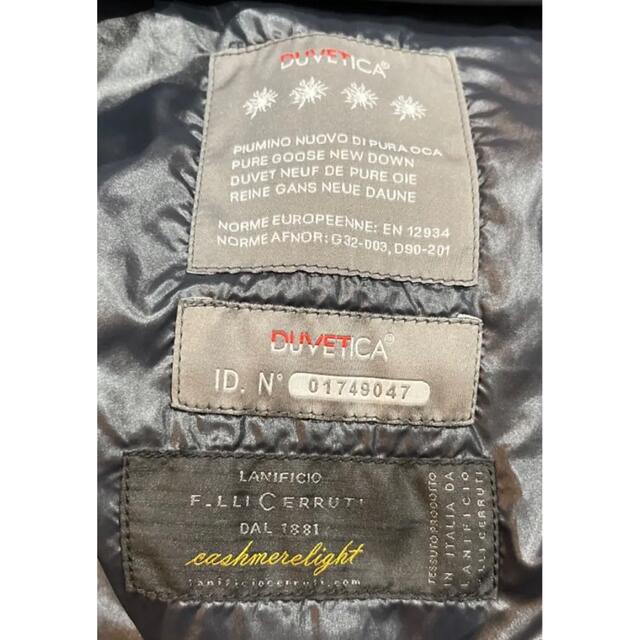 DUVETICA®
PIUMINO NUOVO DI PURA OCA
PURE GOOSE NEW DOWN
DUVET NEUF DE PURE OIE
REINE GANS NEUE DAUNE
NORME EUROPEENNE: EN 12934
NORME AFNOR: G32-003, D90-201
DUVETICA®
ID. N° 01749047
LANIFICIO
F.LLI CERRUTI
DAL 1881
cashmerelight
lanificiocerruti.com
TESSUTO PRODOTTO
IN ITALIA DA
LANIFICIO
F.LLI CERRUTI